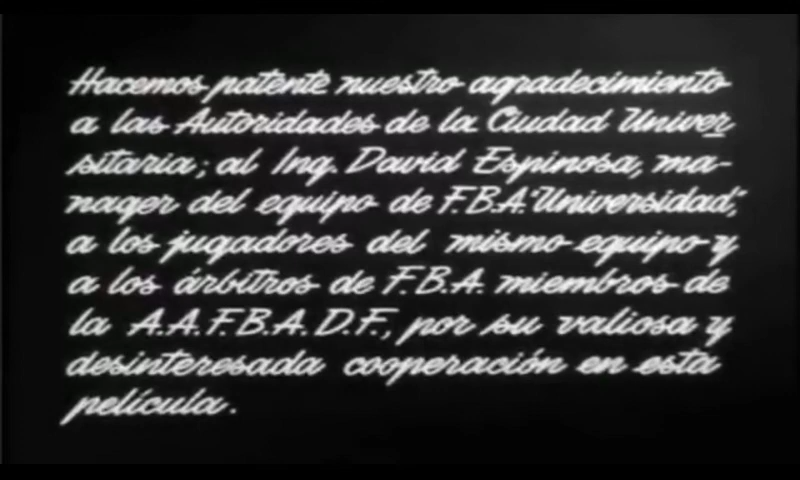 Hacemos patente nuestro agradecimiento
a las Autoridades de la Ciudad Univer
sitaria; al Ing. David Espinosa, ma-
nager del equipo de F.B.A. "Universidad",
a los jugadores del mismo equipo y
a los árbitros de F.B.A. miembros de
la A.A.F.B.A.D.F., por su valiosa y
desinteresada cooperación en esta
película.